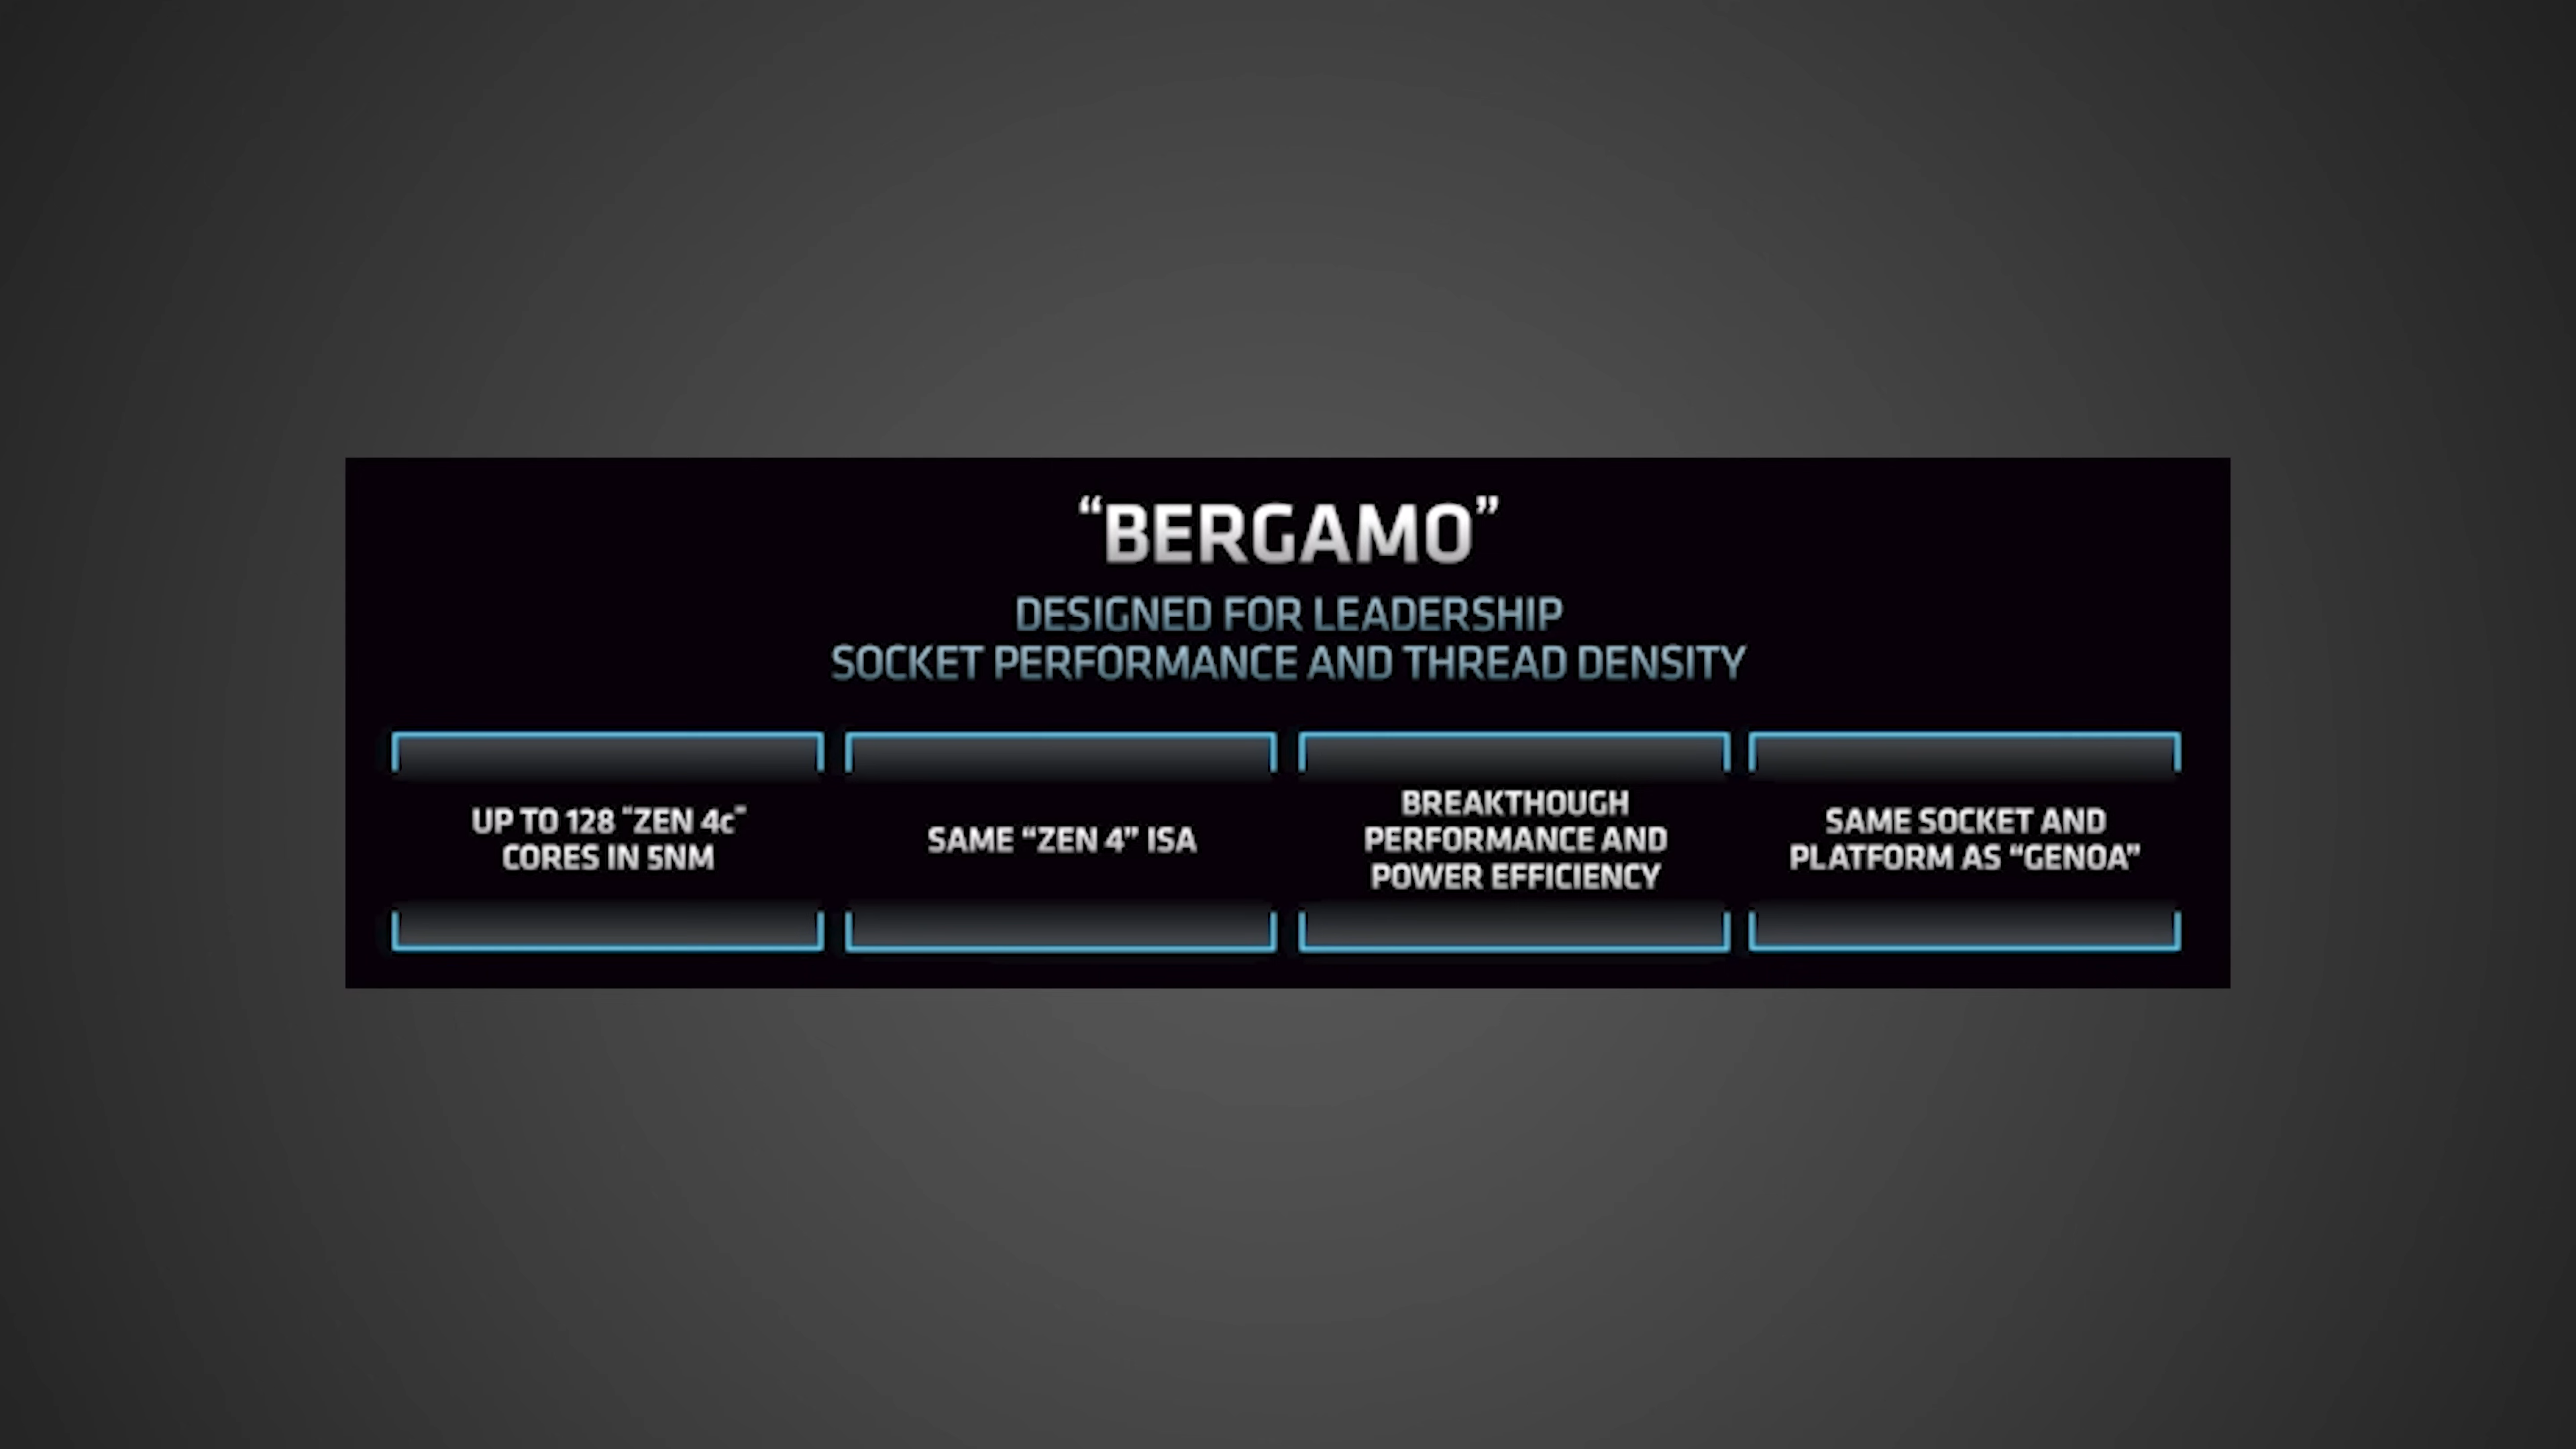 “BERGAMO”
DESIGNED FOR LEADERSHIP
SOCKET PERFORMANCE AND THREAD DENSITY
UP TO 128 “ZEN 4c”
CORES IN 5NM
SAME “ZEN 4” ISA
BREAKTHOUGH
PERFORMANCE AND
POWER EFFICIENCY
SAME SOCKET AND
PLATFORM AS “GENOA”